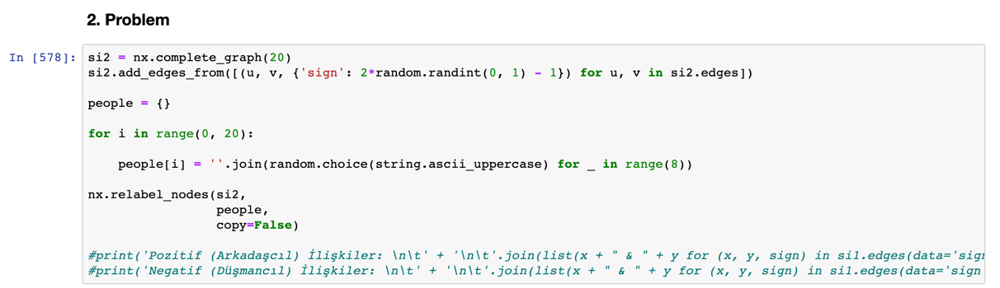 2. Problem
In [578]: si2 = nx.complete_graph(20)
si2.add_edges_from([(u, v, {'sign': 2*random.randint(0, 1) - 1}) for u, v in si2.edges])
people = {}
for i in range(0, 20):
people[i] = ''.join(random.choice(string.ascii_uppercase) for _ in range(8))
nx.relabel_nodes(si2,
people,
copy=False)
#print('Pozitif (Arkadaşcıl) İlişkiler: \n\t' + '\n\t'.join(list(x + " & " + y for (x, y, sign) in si1.edges(data='sign
#print('Negatif (Düşmancıl) İlişkiler: \n\t' + '\n\t'.join(list(x + " & " + y for (x, y, sign) in si1.edges(data='sign